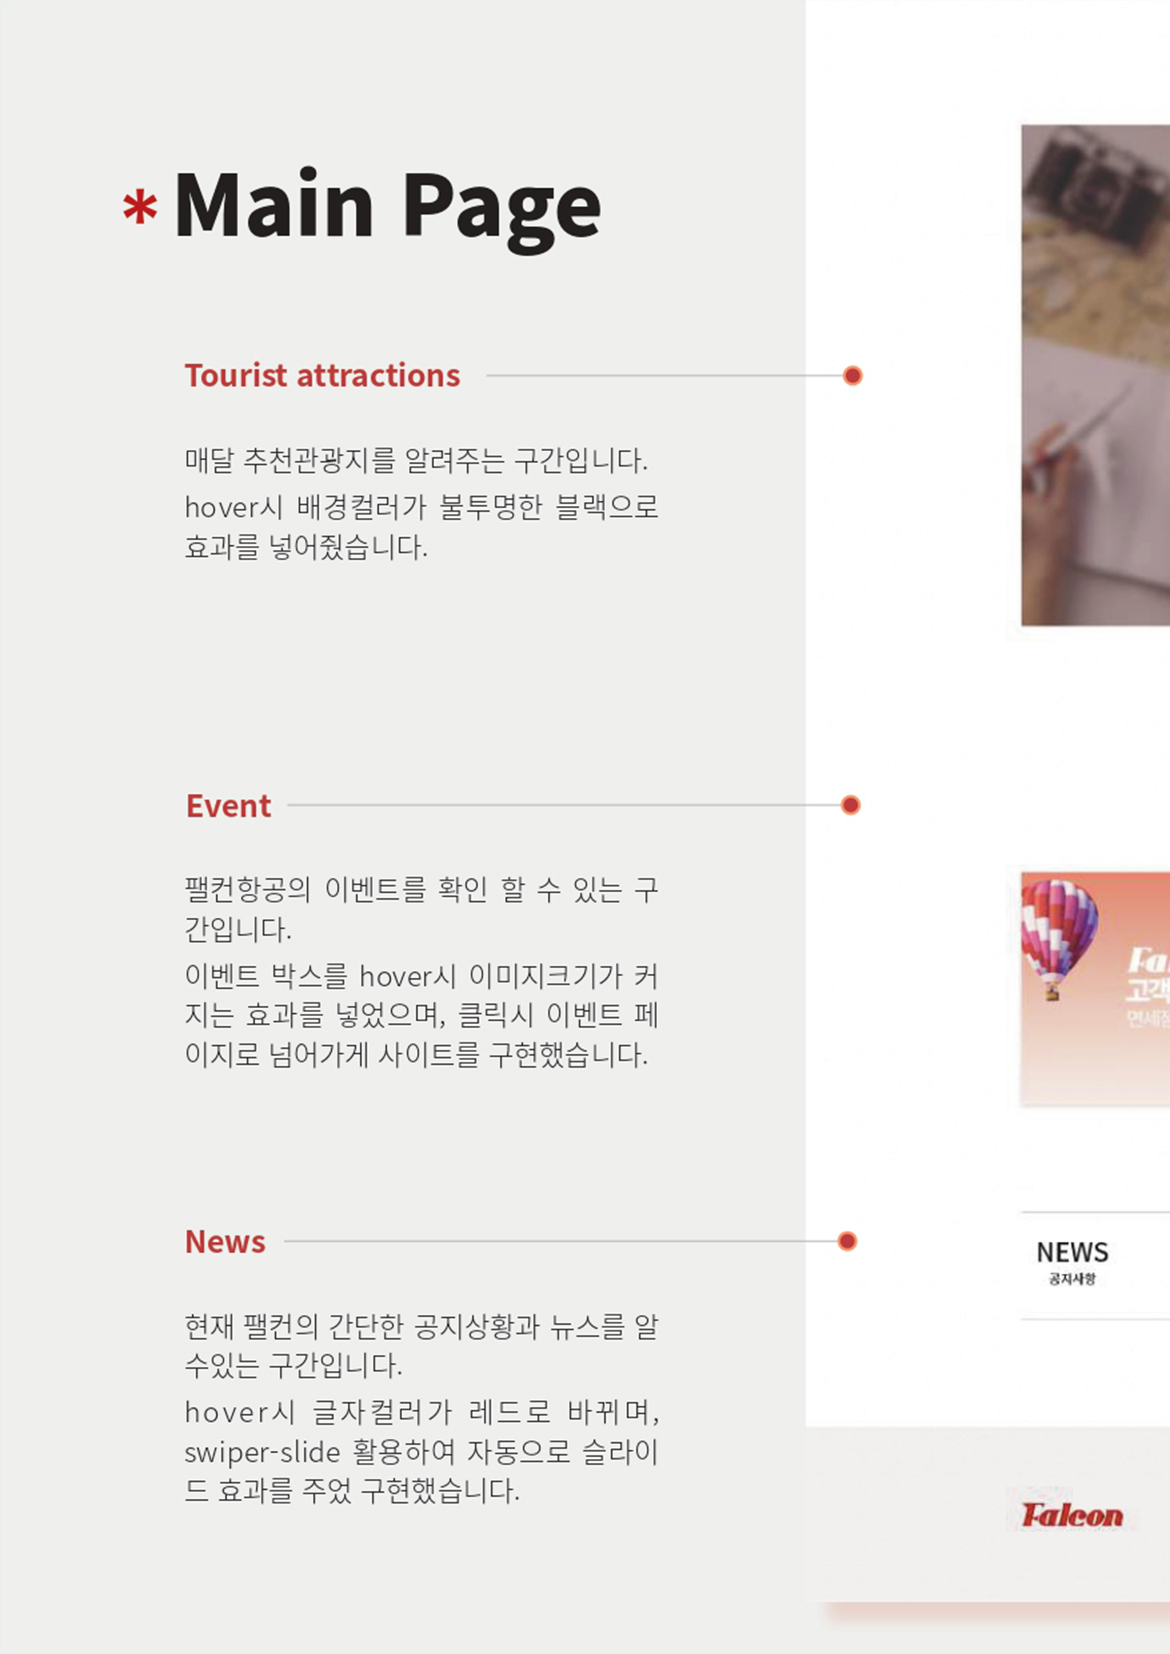 * Main Page
Tourist attractions
매달 추천관광지를 알려주는 구간입니다.
hover시 배경컬러가 불투명한 블랙으로
효과를 넣어줬습니다.
Event
팰컨항공의 이벤트를 확인 할 수 있는 구
간입니다.
이벤트 박스를 hover시 이미지크기가 커
지는 효과를 넣었으며, 클릭시 이벤트 페
이지로 넘어가게 사이트를 구현했습니다.
Fa
고객
면세점
News
현재 팰컨의 간단한 공지상황과 뉴스를 알
수있는 구간입니다.
hover시 글자컬러가 레드로 바뀌며,
swiper-slide 활용하여 자동으로 슬라이
드 효과를 주었 구현했습니다.
NEWS
공지사항
Falcon